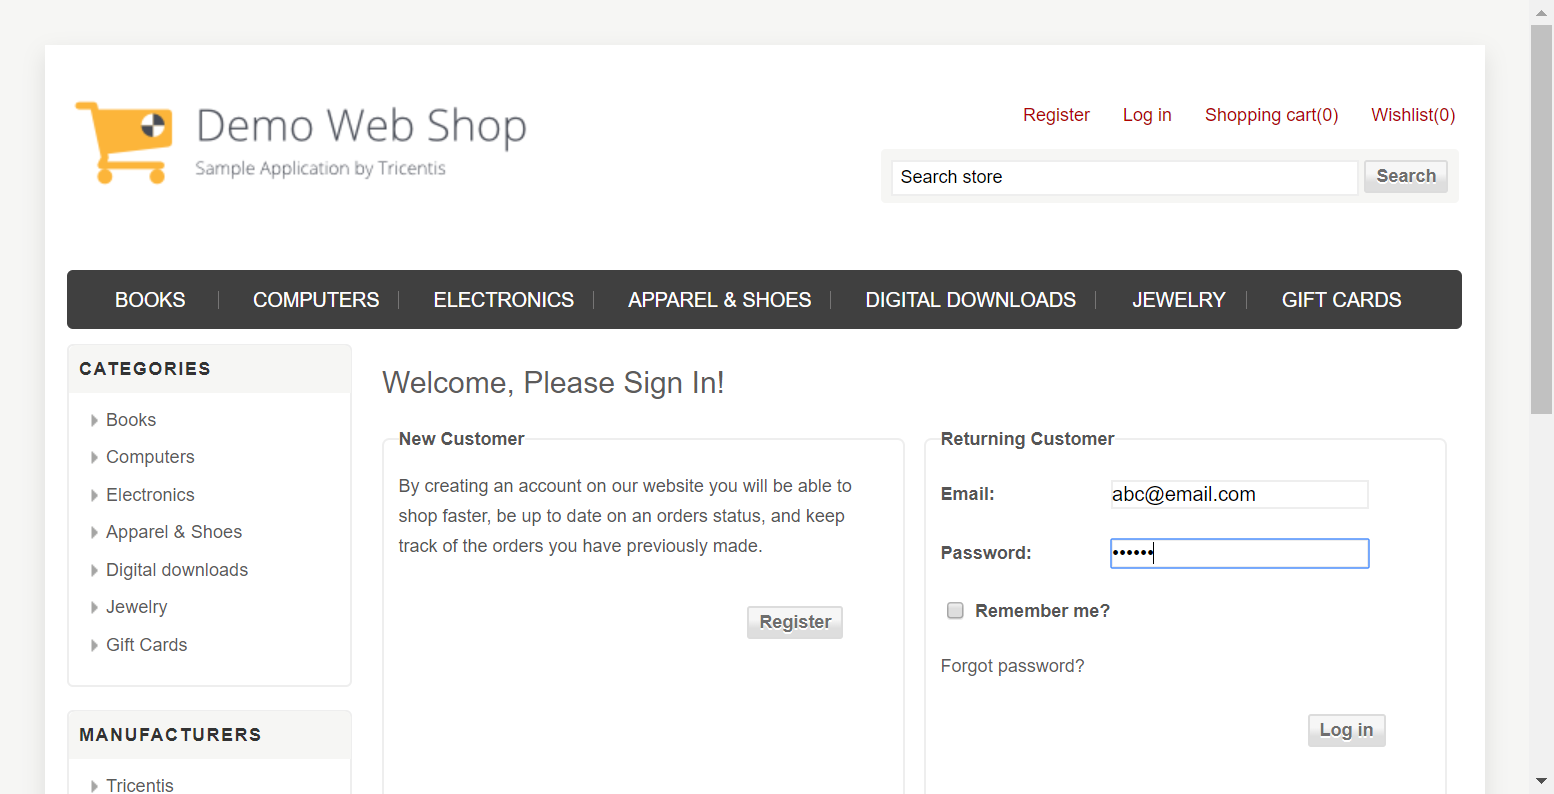 Demo Web Shop
Sample Application by Tricentis
Register Log in Shopping cart(0) Wishlist(0)
Search store Search
BOOKS COMPUTERS ELECTRONICS APPAREL & SHOES DIGITAL DOWNLOADS JEWELRY GIFT CARDS
CATEGORIES
Books
Computers
Electronics
Apparel & Shoes
Digital downloads
Jewelry
Gift Cards
MANUFACTURERS
Tricentis
Welcome, Please Sign In!
New Customer
By creating an account on our website you will be able to
shop faster, be up to date on an orders status, and keep
track of the orders you have previously made.
Register
Returning Customer
Email: abc@email.com
Password: ••••••
Remember me?
Forgot password?
Log in